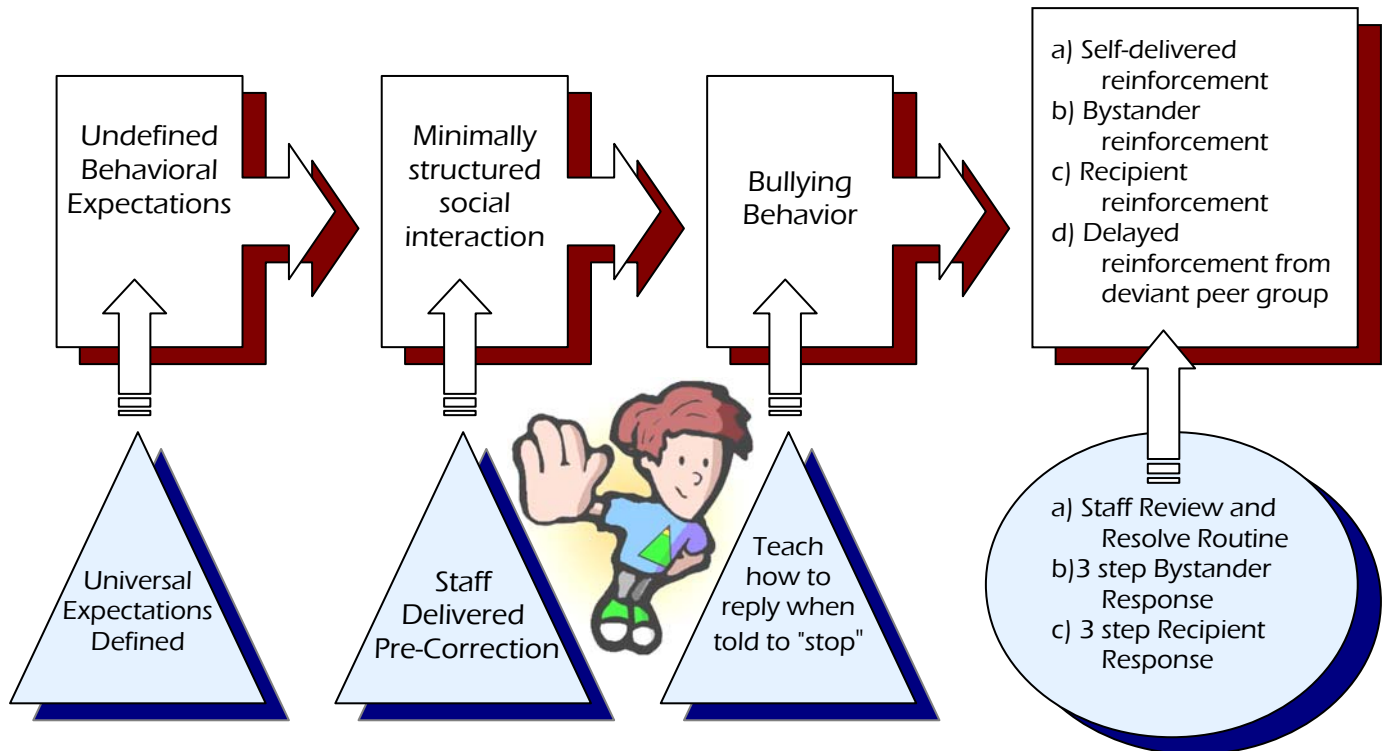 Undefined
Behavioral
Expectations
Minimally
structured
social
interaction
Bullying
Behavior
a) Self-delivered
reinforcement
b) Bystander
reinforcement
c) Recipient
reinforcement
d) Delayed
reinforcement from
deviant peer group
Universal
Expectations
Defined
Staff
Delivered
Pre-Correction
Teach
how to
reply when
told to "stop"
a) Staff Review and
Resolve Routine
b)3 step Bystander
Response
c) 3 step Recipient
Response